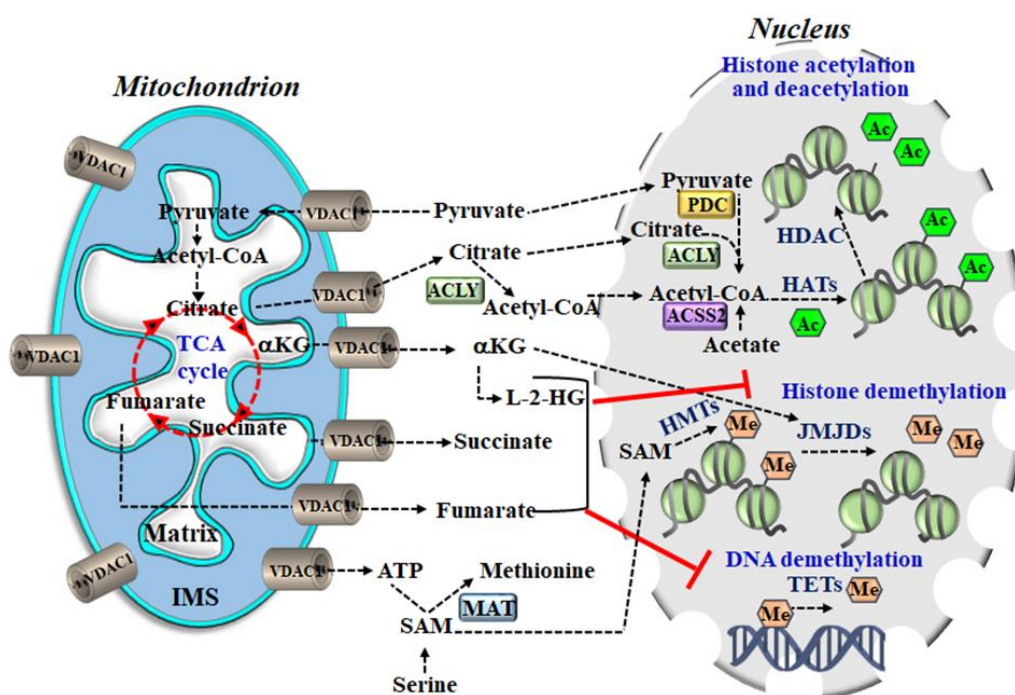 Nucleus
Histone acetylation
and deacetylation
Mitochondrion
Ac
Ac
VDAC1
Pyruvate
VDAC1
Pyruvate
Pyruvate
PDC
Acetyl-CoA
Citrate
Citrate
ACLY
HDAC
Ac
Ac
Citrate
VDAC1
ACLY
Acetyl-CoA
Acetyl-CoA
ACSS2
HATs
Ac
Acetate
VDAC1
TCA
cycle
αKG
VDAC1
αKG
Fumarate
Succinate
L-2-HG
Histone demethylation
HMTs
Me
JMJDs
Me
Me
VDAC1
Succinate
SAM
Me
Matrix
VDAC1
Fumarate
VDAC1
IMS
VDAC1
ATP
Methionine
MAT
SAM
Serine
DNA demethylation
TETs
Me
Me